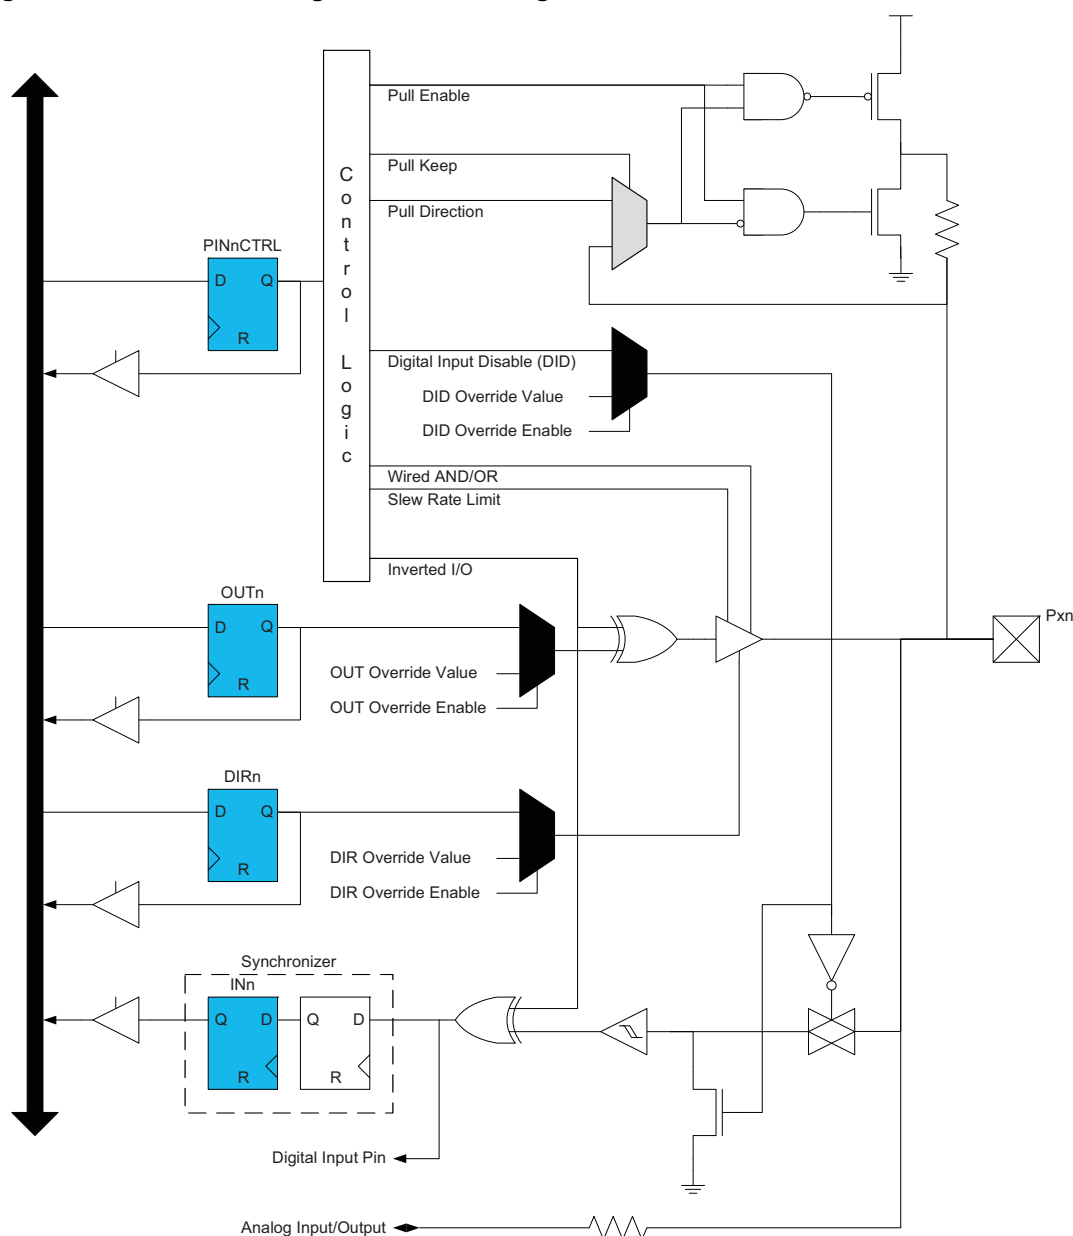 Pull Enable
Pull Keep
Pull Direction
Control Logic
PINnCTRL
D Q
R
Digital Input Disable (DID)
DID Override Value
DID Override Enable
Wired AND/OR
Slew Rate Limit
Inverted I/O
OUTn
D Q
R
Pxn
OUT Override Value
OUT Override Enable
DIRn
D Q
R
DIR Override Value
DIR Override Enable
Synchronizer
INn
Q D Q D
R R
Digital Input Pin
Analog Input/Output